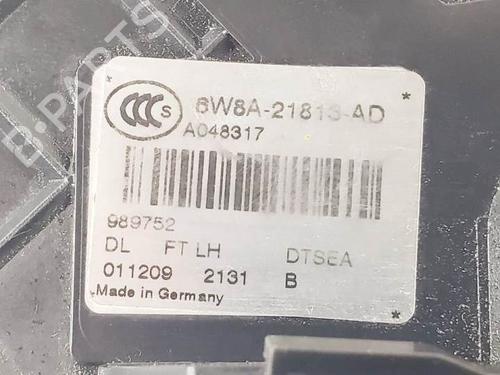 CCC S
6W8A-21813-AD
A048317
989752
DL FT LH DTSEA
011209 2131 B
Made in Germany
B-PARTS